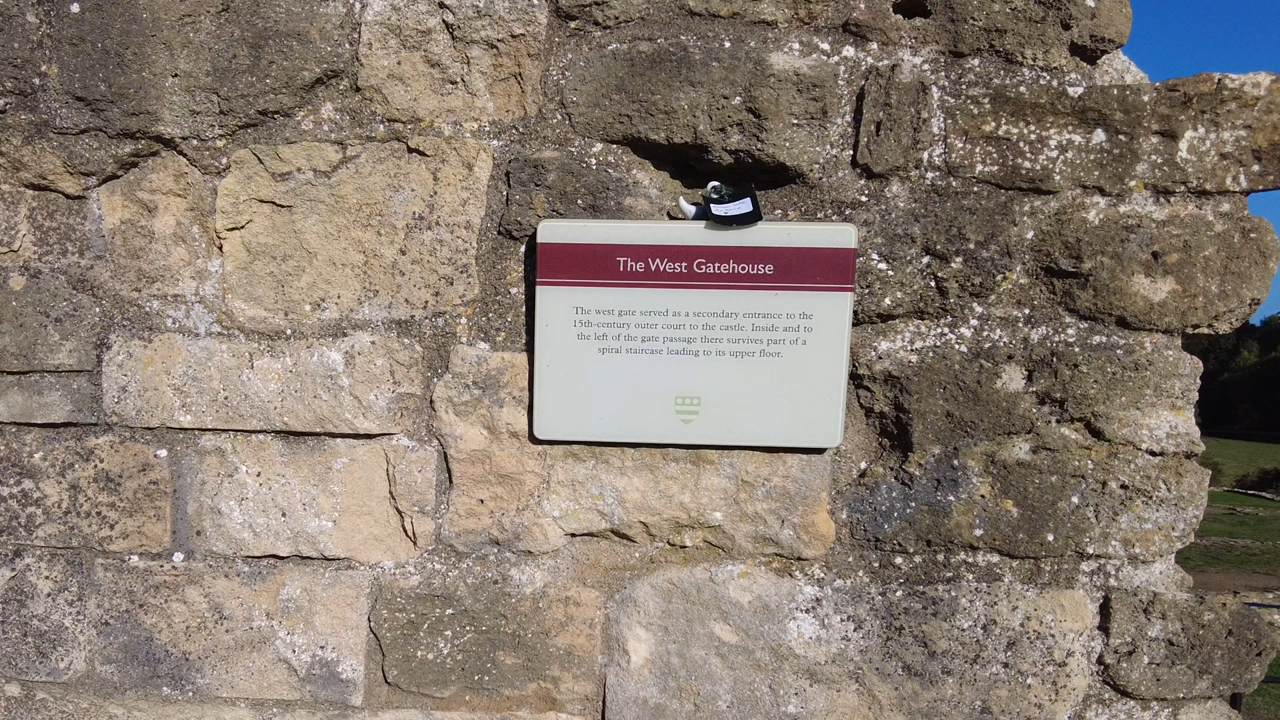 The West Gatehouse
The west gate served as a secondary entrance to the
15th-century outer court to the castle. Inside and to
the left of the gate passage there survives part of a
spiral staircase leading to its upper floor.